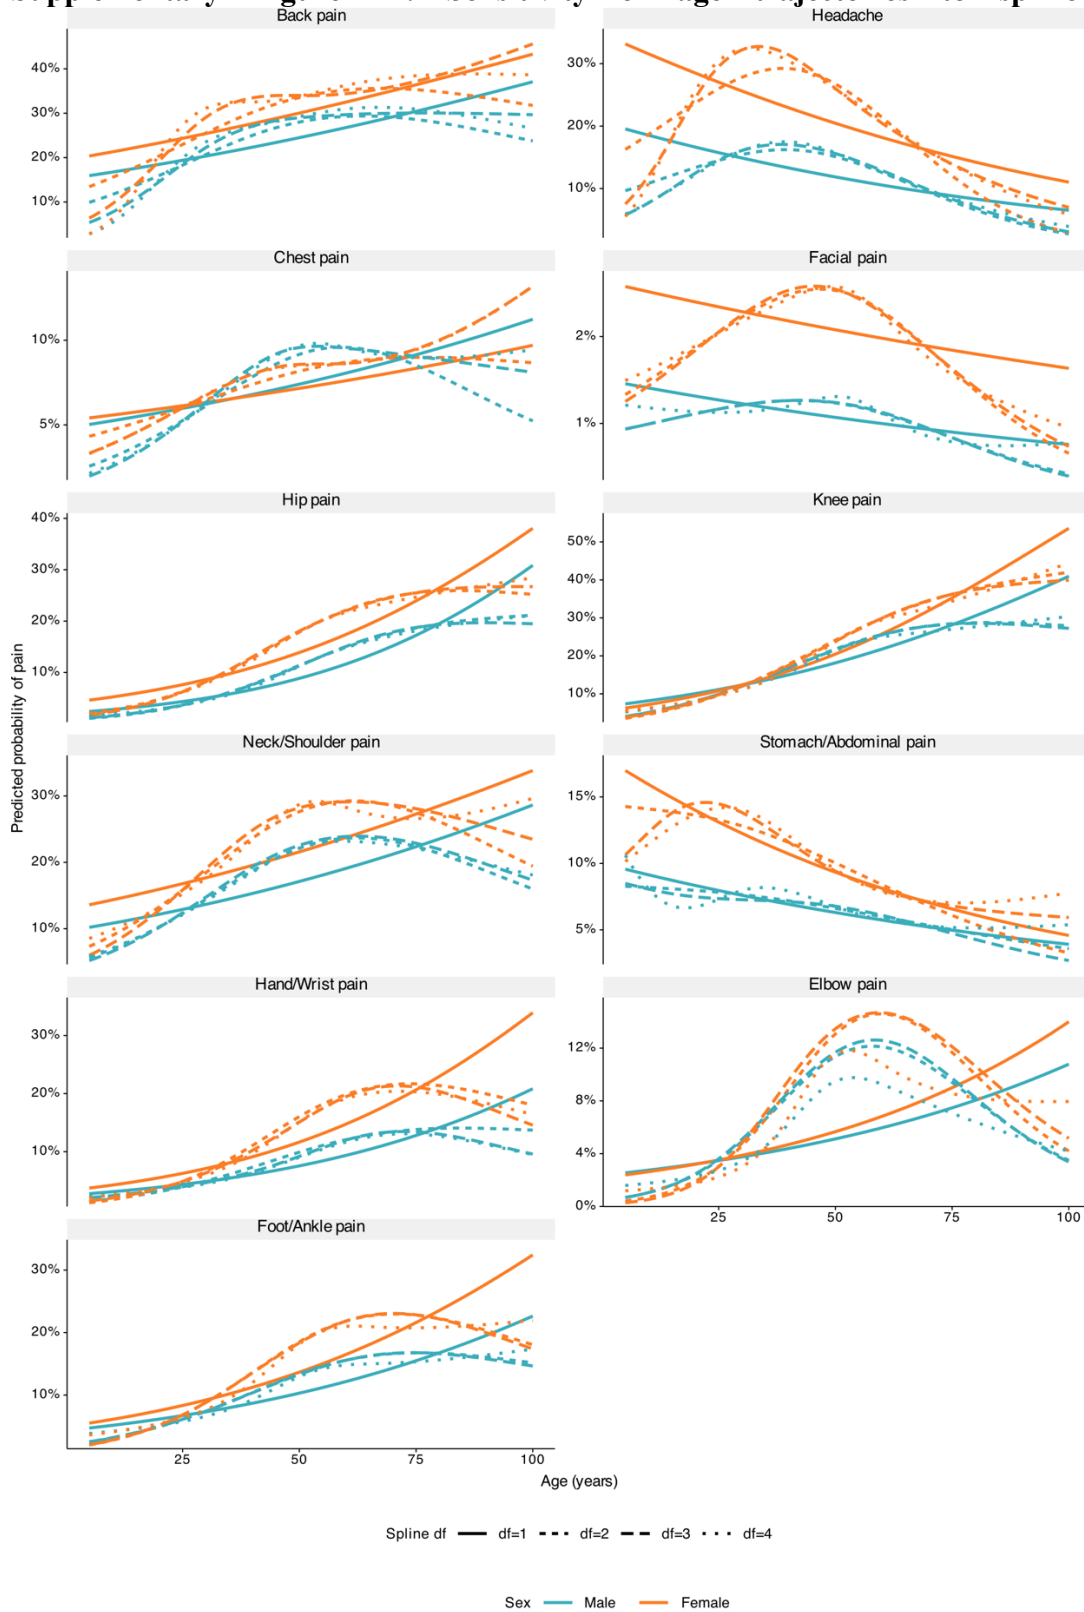 Back pain
Headache
40%
30%
20%
10%
30%
20%
10%
Chest pain
Facial pain
10%
5%
2%
1%
Hip pain
Knee pain
40%
30%
20%
10%
50%
40%
30%
20%
10%
Predicted probability of pain
Neck/Shoulder pain
Stomach/Abdominal pain
30%
20%
10%
15%
10%
5%
Hand/Wrist pain
Elbow pain
30%
20%
10%
12%
8%
4%
0%
25 50 75 100
Foot/Ankle pain
30%
20%
10%
25 50 75 100
Age (years)
Spline df df=1 df=2 df=3 df=4
Sex Male Female